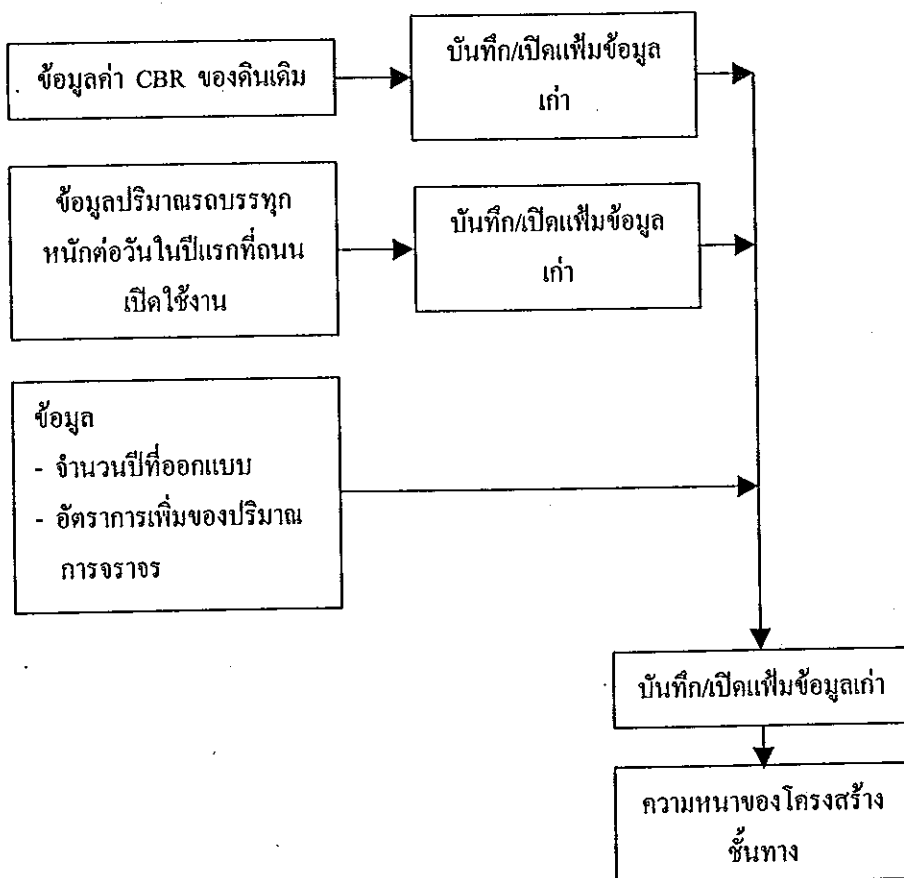 ข้อมูลค่า CBR ของดินเดิม
บันทึก/เปิดแฟ้มข้อมูล
เก่า
ข้อมูลปริมาณรถบรรทุก
หนักต่อวันในปีแรกที่ถนน
เปิดใช้งาน
บันทึก/เปิดแฟ้มข้อมูล
เก่า
ข้อมูล
- จำนวนปีที่ออกแบบ
- อัตราการเพิ่มของปริมาณ
การจราจร
บันทึก/เปิดแฟ้มข้อมูลเก่า
ความหนาของโครงสร้าง
ชั้นทาง